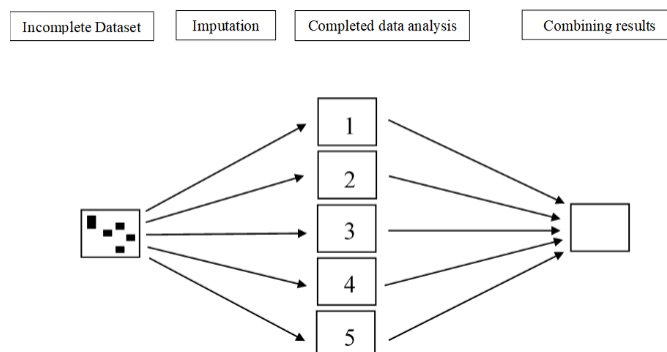 Incomplete Dataset
Imputation
Completed data analysis
Combining results
1
2
3
4
5